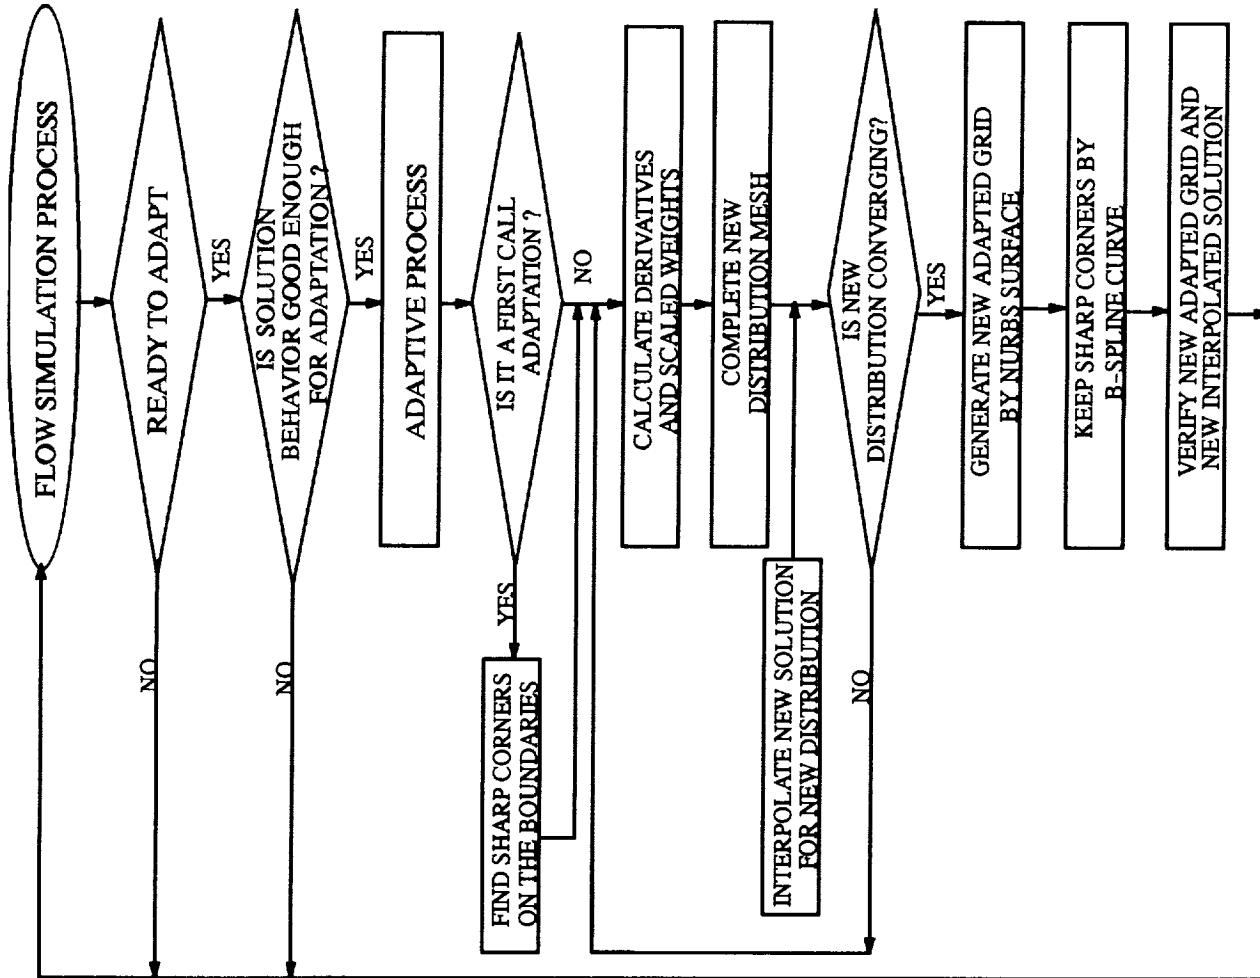 FLOW SIMULATION PROCESS
READY TO ADAPT
NO
YES
IS SOLUTION
BEHAVIOR GOOD ENOUGH
FOR ADAPTATION ?
NO
YES
ADAPTIVE PROCESS
IS IT A FIRST CALL
ADAPTATION ?
YES
NO
FIND SHARP CORNERS
ON THE BOUNDARIES
CALCULATE DERIVATIVES
AND SCALED WEIGHTS
COMPLETE NEW
DISTRIBUTION MESH
INTERPOLATE NEW SOLUTION
FOR NEW DISTRIBUTION
IS NEW
DISTRIBUTION CONVERGING?
NO
YES
GENERATE NEW ADAPTED GRID
BY NURBS SURFACE
KEEP SHARP CORNERS BY
B-SPLINE CURVE
VERIFY NEW ADAPTED GRID AND
NEW INTERPOLATED SOLUTION